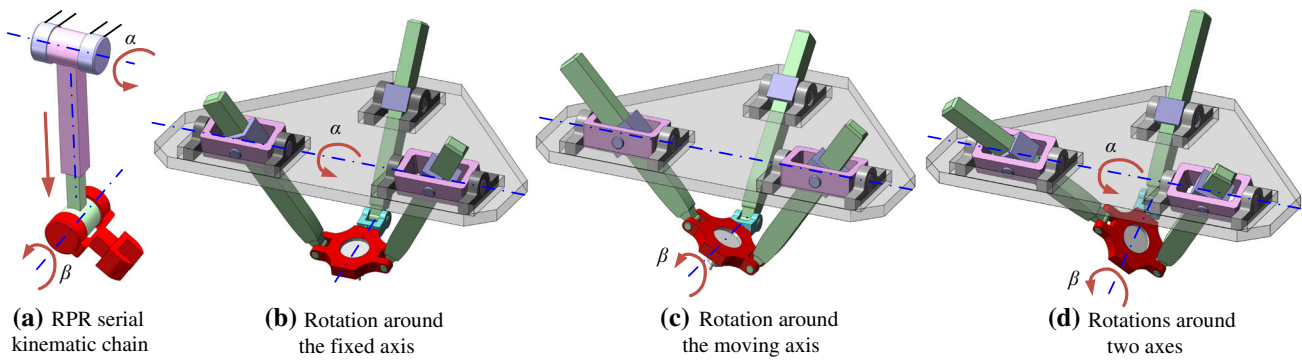 α
β
α
β
α
β
(a) RPR serial
kinematic chain
(b) Rotation around
the fixed axis
(c) Rotation around
the moving axis
(d) Rotations around
two axes